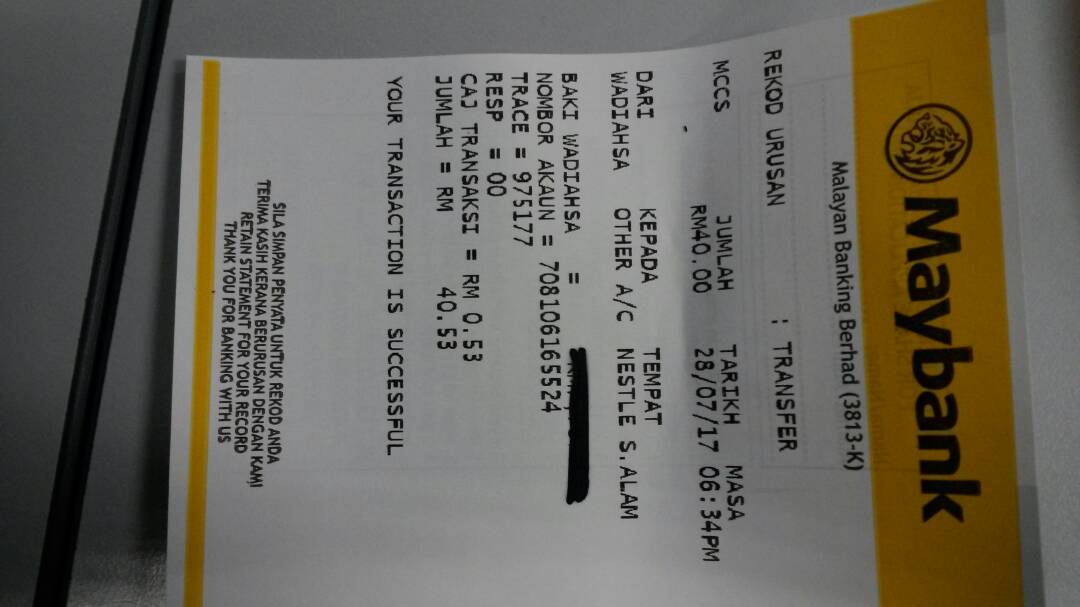 Maybank
Malayan Banking Berhad (3813-K)
REKOD URUSAN : TRANSFER
JUMLAH TARIKH MASA
MCCS RM40.00 28/07/17 06:34PM
DARI KEPADA TEMPAT
WADIAHSA OTHER A/C NESTLE S.ALAM
BAKI WADIAHSA =
NOMBOR AKAUN = 708106165524
TRACE = 975177
RESP = 00
CAJ TRANSAKSI = RM 0.53
JUMLAH = RM 40.53
YOUR TRANSACTION IS SUCCESSFUL
SILA SIMPAN PENYATA UNTUK REKOD ANDA
TERIMA KASIH KERANA BERURUSAN DENGAN KAMI
RETAIN STATEMENT FOR YOUR RECORD
THANK YOU FOR BANKING WITH US